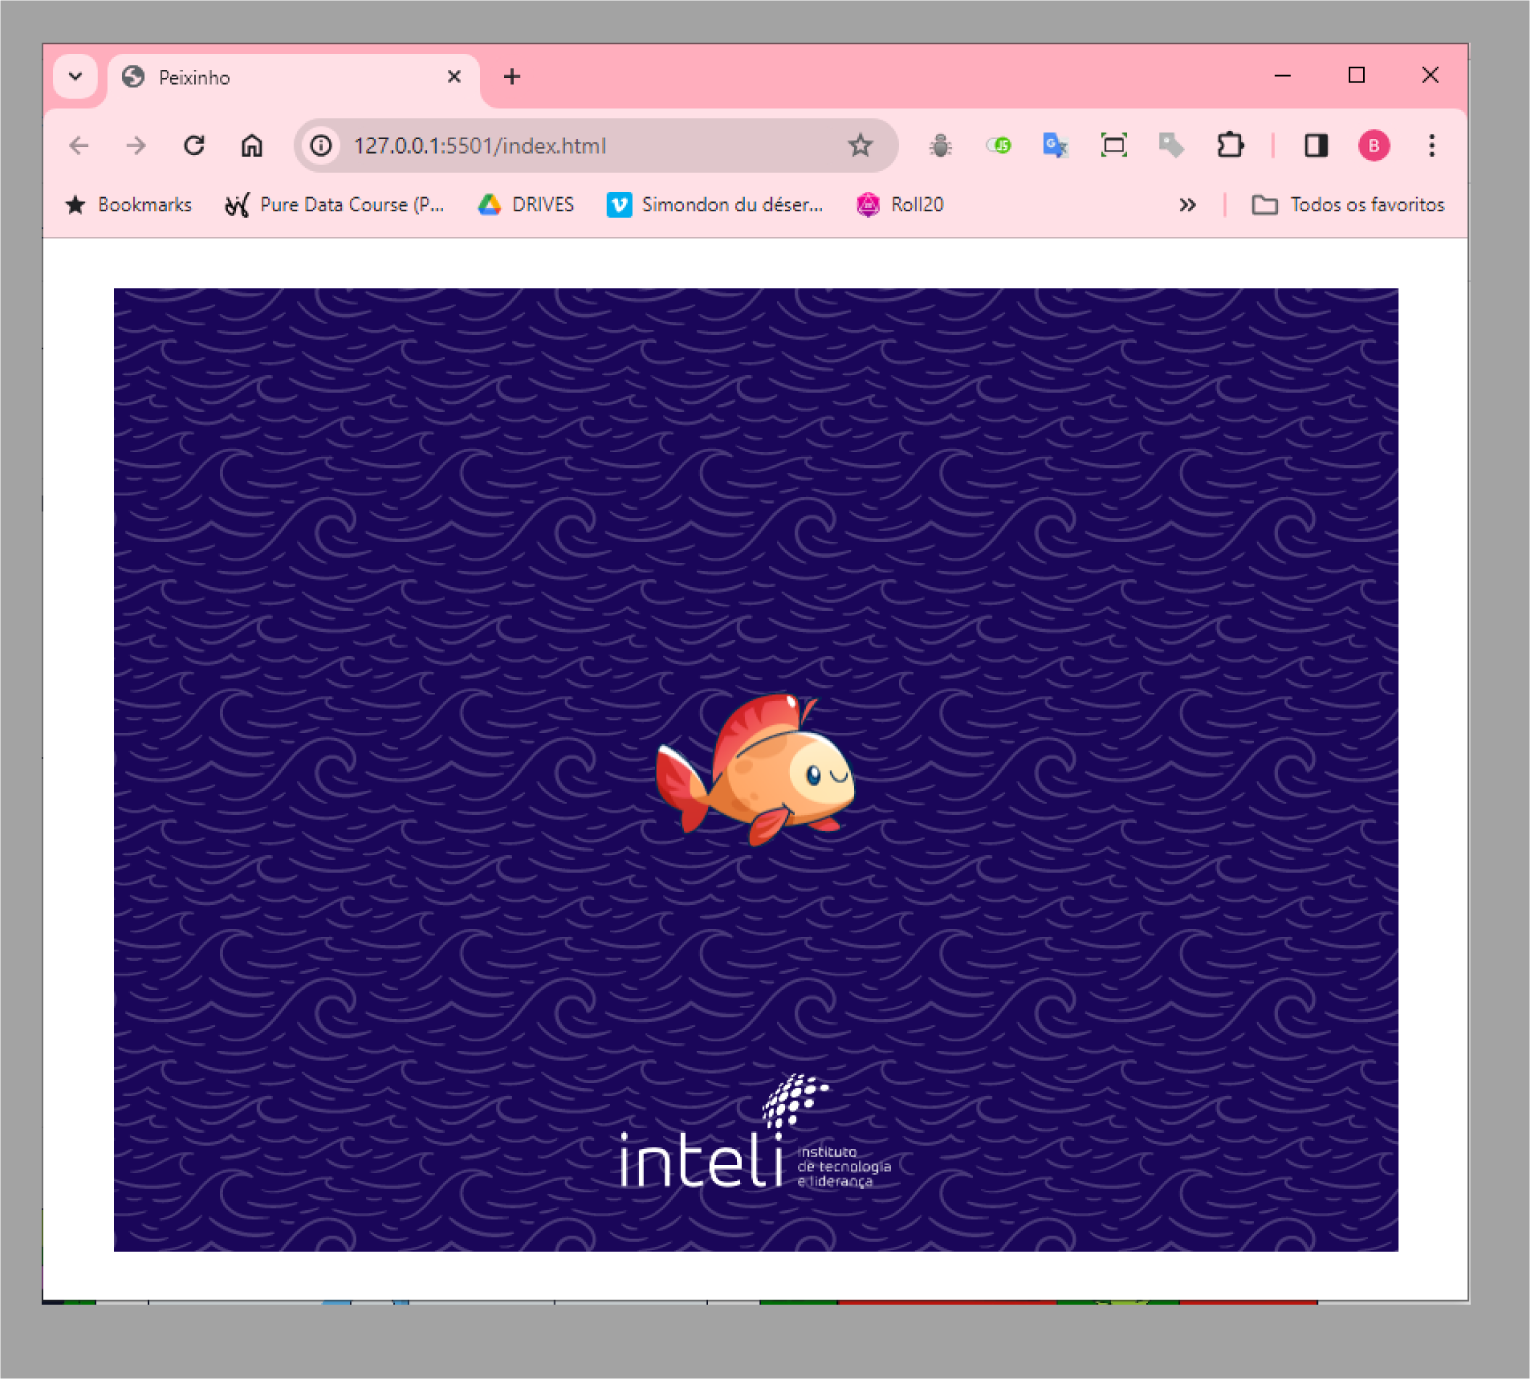 Peixinho
127.0.0.1:5501/index.html
JS
G
B
Bookmarks
Pure Data Course (P...
DRIVES
Simondon du déser...
Roll20
Todos os favoritos
inteli
instituto
de tecnologia
e liderança